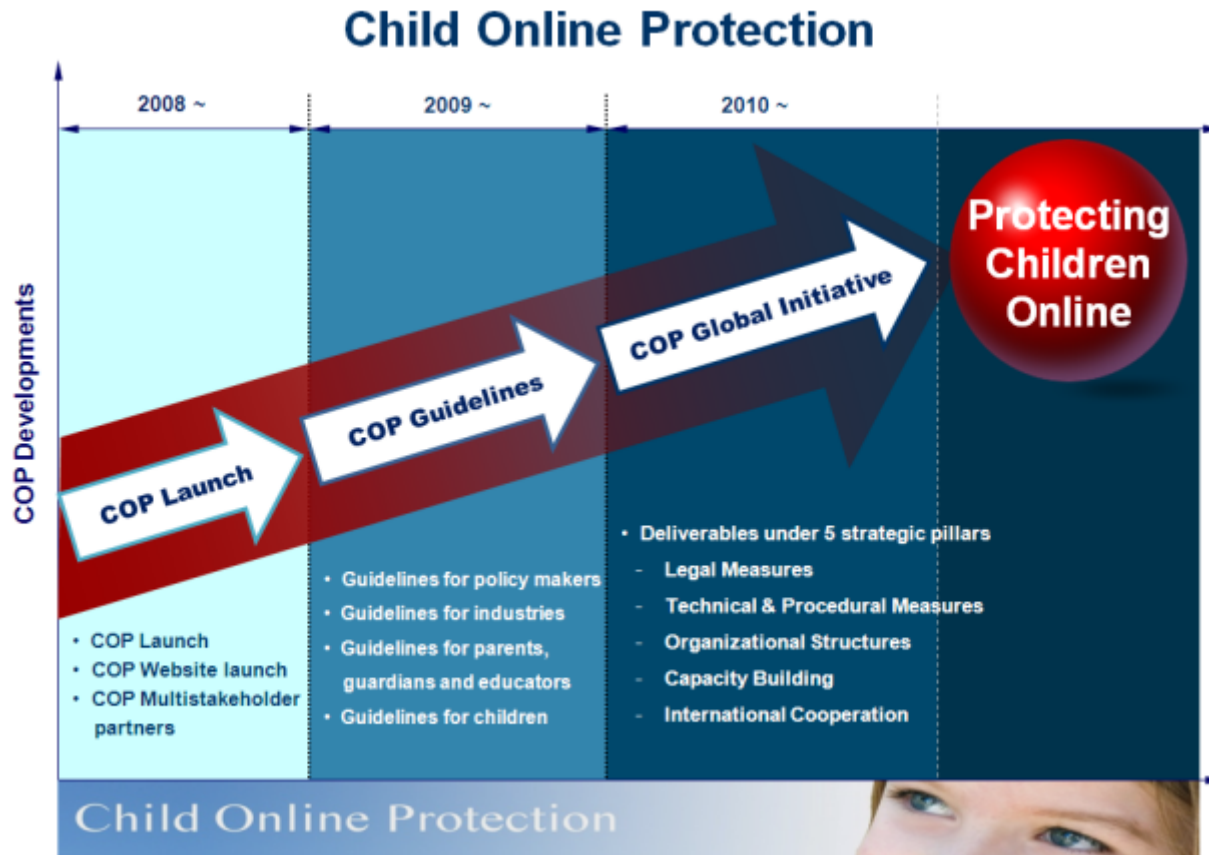 Child Online Protection
2008 ~
2009 ~
2010 ~
COP Developments
COP Launch
COP Guidelines
COP Global Initiative
Protecting
Children
Online
• COP Launch
• COP Website launch
• COP Multistakeholder
partners
• Guidelines for policy makers
• Guidelines for industries
• Guidelines for parents,
guardians and educators
• Guidelines for children
• Deliverables under 5 strategic pillars
- Legal Measures
- Technical & Procedural Measures
- Organizational Structures
- Capacity Building
- International Cooperation
Child Online Protection